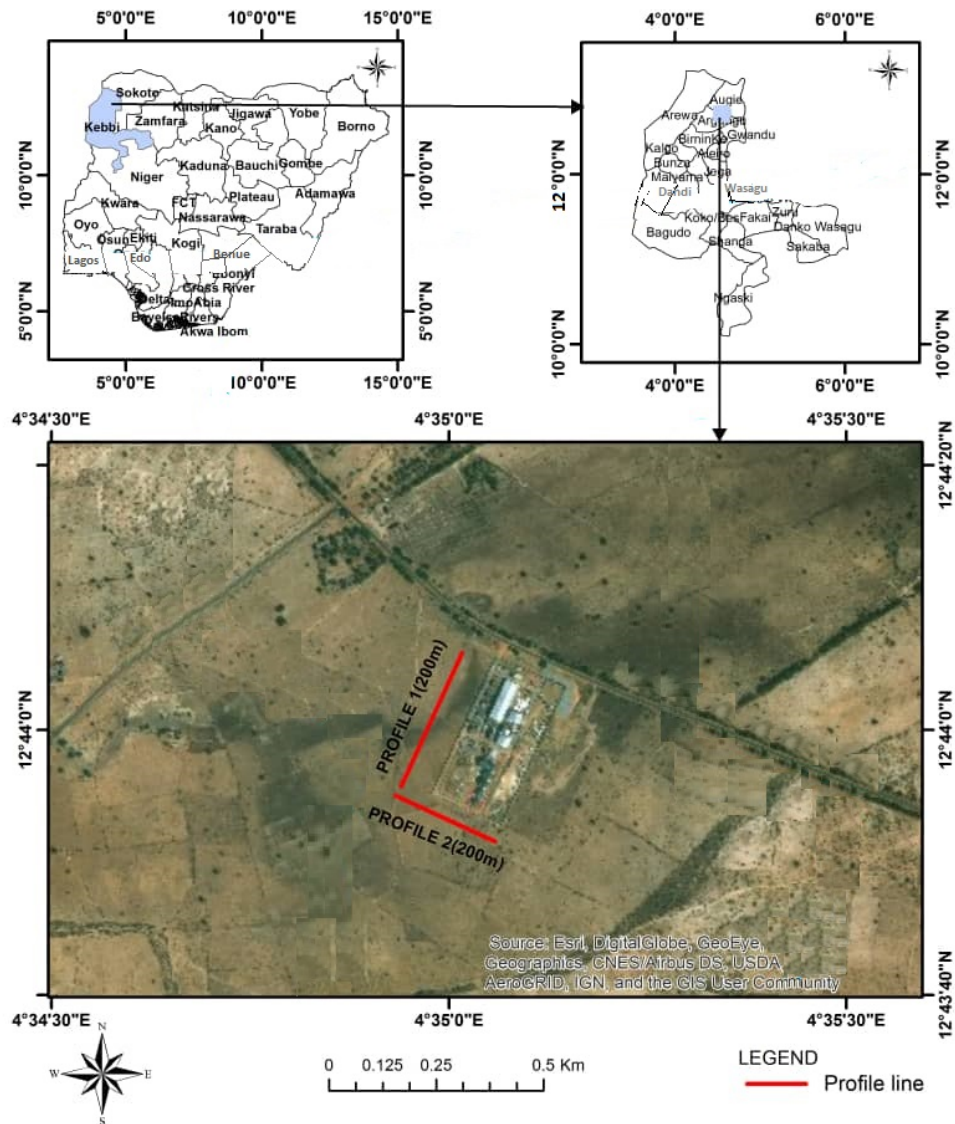 5°0'0"E 10°0'0"E 15°0'0"E
10°0'0"N
5°0'0"N
Sokoto
Katsina
Jigawa
Yobe
Zamfara
Kano
Borno
Kebbi
Kaduna
Bauchi
Gombe
Niger
Adamawa
Plateau
Kwara
FCT
Nassarawa
Oyo
Taraba
Osun
Ekiti
Kogi
Lagos
Edo
Benue
Ebonyi
Cross River
Delta
Imo
Abia
Rivers
Akwa Ibom
10°0'0"N
5°0'0"N
5°0'0"E 10°0'0"E 15°0'0"E
4°0'0"E 6°0'0"E
12°0'0"N
10°0'0"N
Augie
Arewa
Gwandu
Kalgo
Aleiro
Bunza
Jega
Maiyama
Dandi
Wasagu
Koko/Bes
Fakai
Zuru
Bagudo
Danko Wasagu
Shanga
Sakaba
Ngaski
12°0'0"N
10°0'0"N
4°0'0"E 6°0'0"E
4°34'30"E 4°35'0"E 4°35'30"E
12°44'20"N
12°44'0"N
12°44'0"N
12°43'40"N
PROFILE 1(200m)
PROFILE 2(200m)
Source: Esri, DigitalGlobe, GeoEye,
Geographics, CNES/Airbus DS, USDA,
AeroGRID, IGN, and the GIS User Community
4°34'30"E 4°35'0"E 4°35'30"E
N
W E
S
0 0.125 0.25 0.5 Km
LEGEND
Profile line